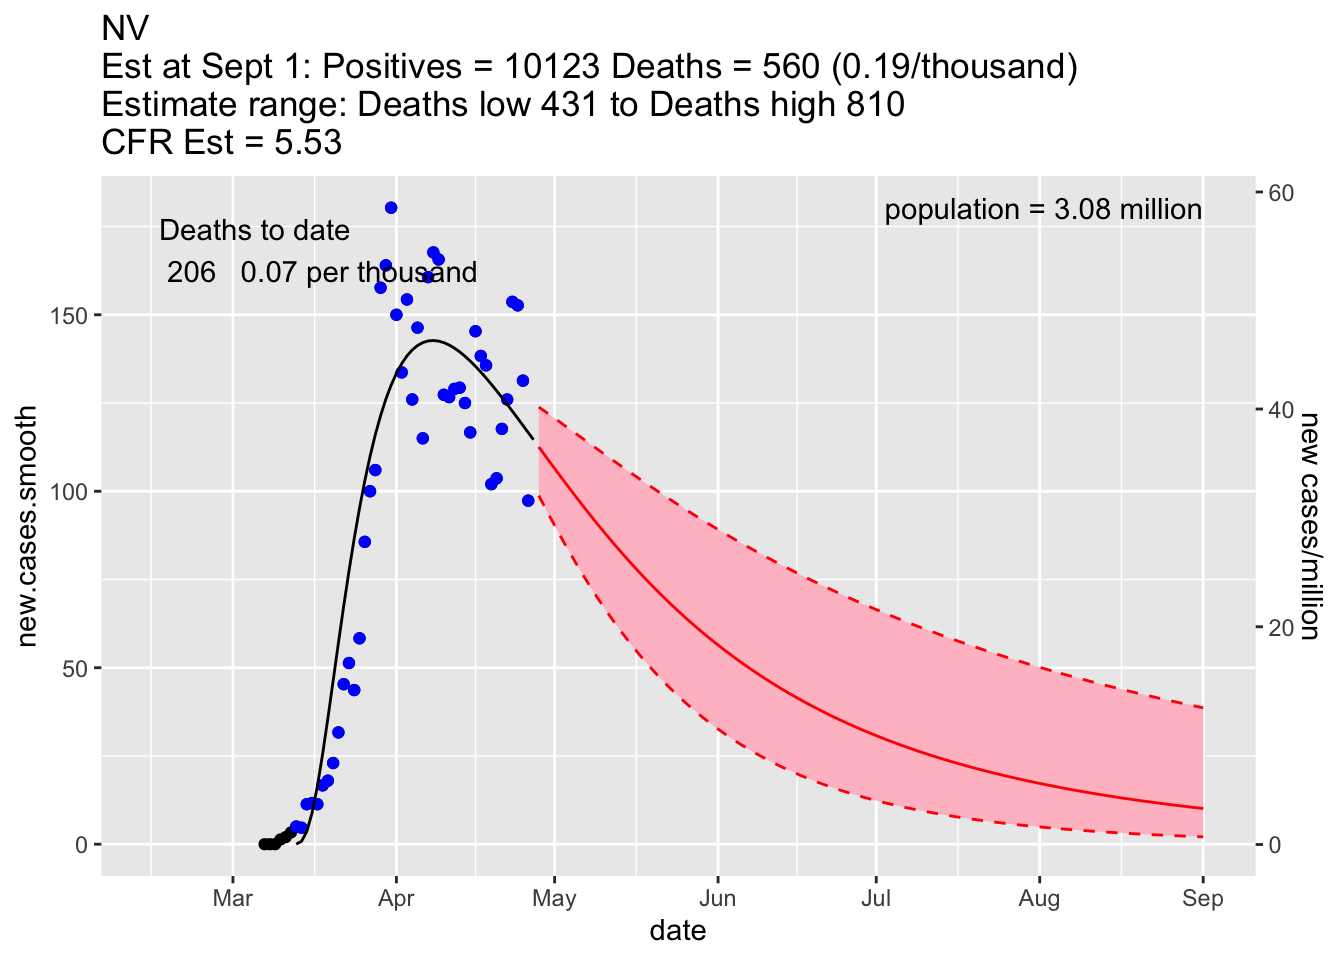 NV
Est at Sept 1: Positives = 10123 Deaths = 560 (0.19/thousand)
Estimate range: Deaths low 431 to Deaths high 810
CFR Est = 5.53
Deaths to date
206 0.07 per thousand
population = 3.08 million
new.cases.smooth
150
100
50
0
60
40
20
0
new cases/million
Mar Apr May Jun Jul Aug Sep
date